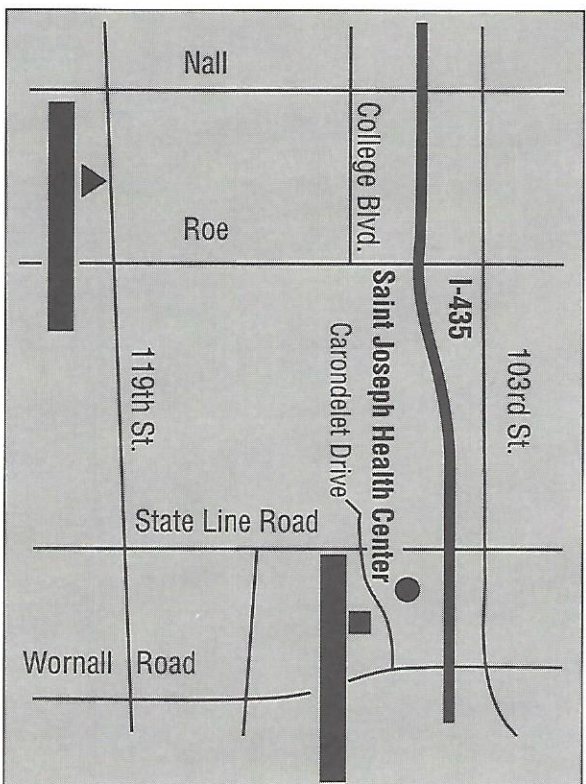 Nall
College Blvd.
Roe
Saint Joseph Health Center
I-435
Carondelet Drive
103rd St.
119th St.
State Line Road
Wornall Road